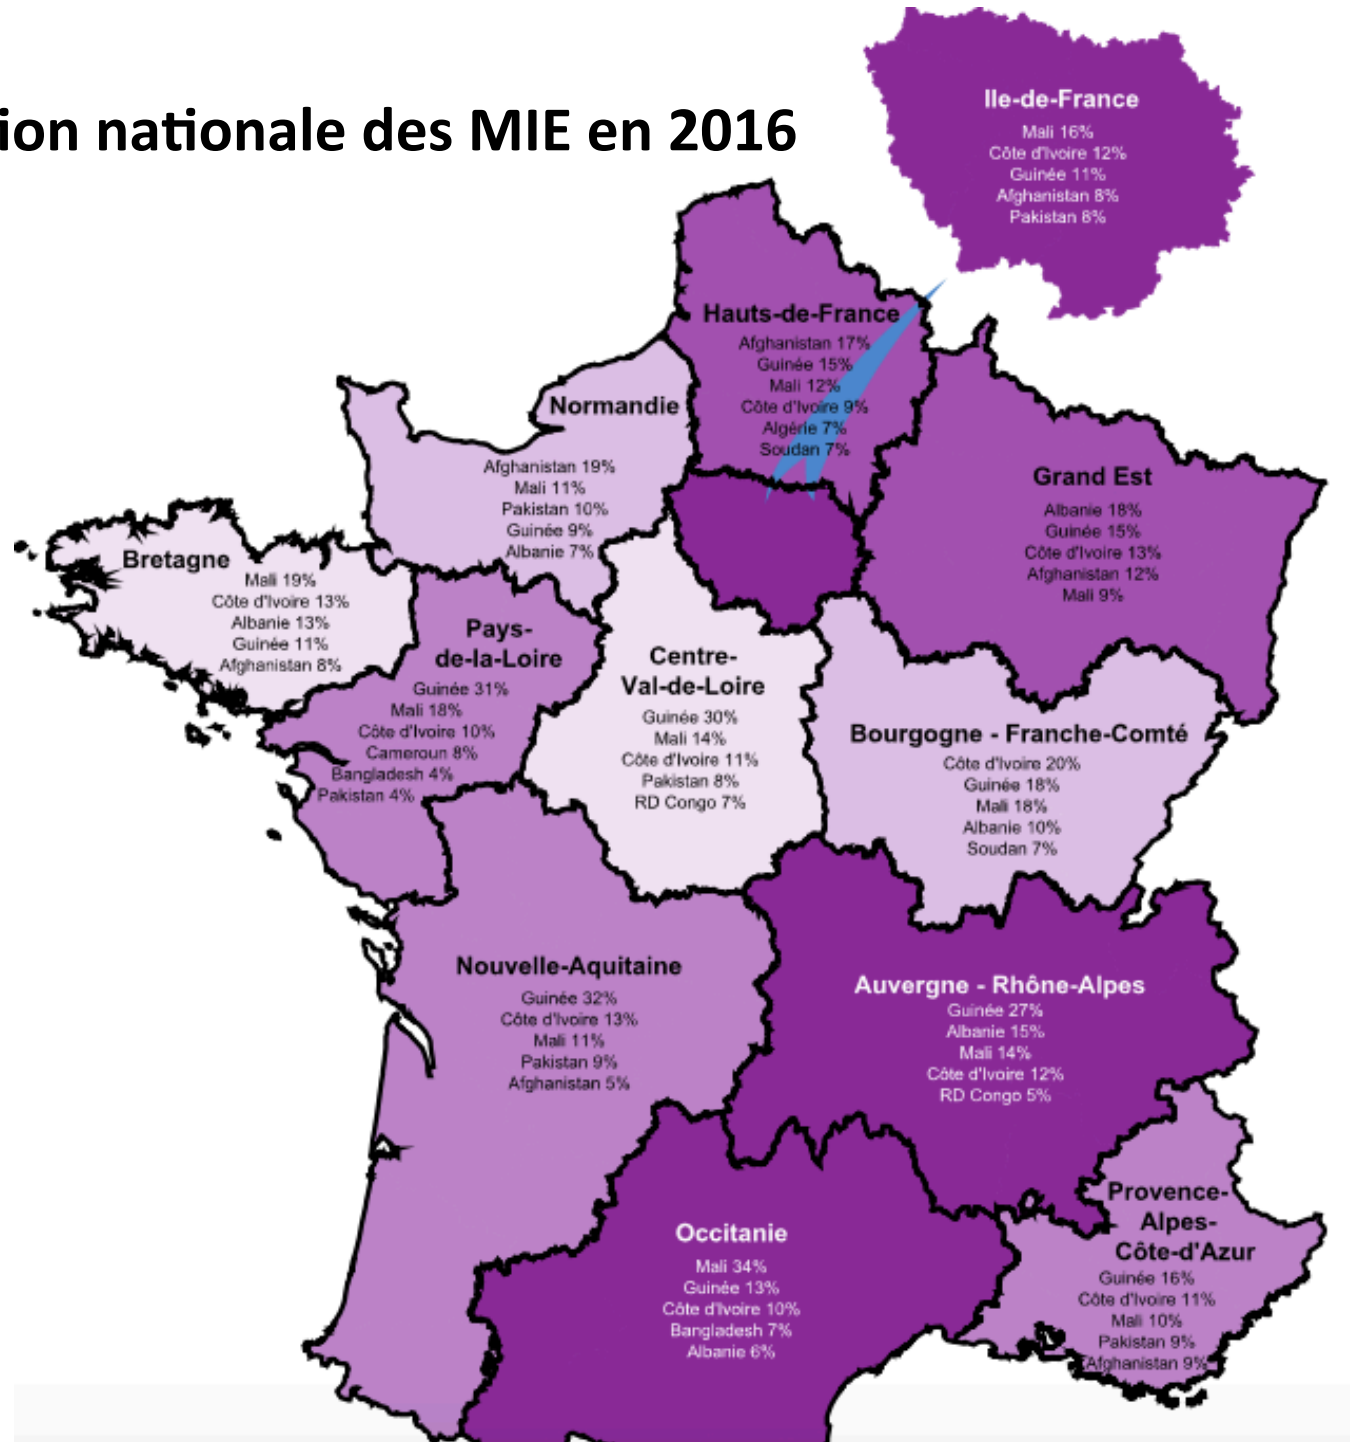 ion nationale des MIE en 2016
Ile-de-France
Mali 16%
Côte d'Ivoire 12%
Guinée 11%
Afghanistan 8%
Pakistan 8%
Hauts-de-France
Afghanistan 17%
Guinée 15%
Mali 12%
Côte d'Ivoire 9%
Algérie 7%
Soudan 7%
Normandie
Afghanistan 19%
Mali 11%
Pakistan 10%
Guinée 9%
Albanie 7%
Grand Est
Albanie 18%
Guinée 15%
Côte d'Ivoire 13%
Afghanistan 12%
Mali 9%
Bretagne
Mali 19%
Côte d'Ivoire 13%
Albanie 13%
Guinée 11%
Afghanistan 8%
Pays-
de-la-Loire
Guinée 31%
Mali 18%
Côte d'Ivoire 10%
Cameroun 8%
Bangladesh 4%
Pakistan 4%
Centre-
Val-de-Loire
Guinée 30%
Mali 14%
Côte d'Ivoire 11%
Pakistan 8%
RD Congo 7%
Bourgogne - Franche-Comté
Côte d'Ivoire 20%
Guinée 18%
Mali 18%
Albanie 10%
Soudan 7%
Nouvelle-Aquitaine
Guinée 32%
Côte d'Ivoire 13%
Mali 11%
Pakistan 9%
Afghanistan 5%
Auvergne - Rhône-Alpes
Guinée 27%
Albanie 15%
Mali 14%
Côte d'Ivoire 12%
RD Congo 5%
Occitanie
Mali 34%
Guinée 13%
Côte d'Ivoire 10%
Bangladesh 7%
Albanie 6%
Provence-
Alpes-
Côte-d'Azur
Guinée 16%
Côte d'Ivoire 11%
Mali 10%
Pakistan 9%
Afghanistan 9%